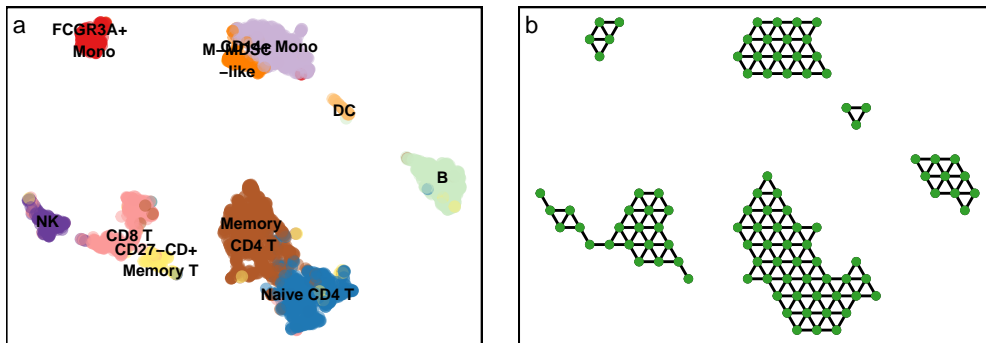 a
FCGR3A+
Mono
CD14+ Mono
M−MDSC
−like
DC
B
NK
CD8 T
CD27−CD+
Memory T
Memory
CD4 T
Naive CD4 T
b